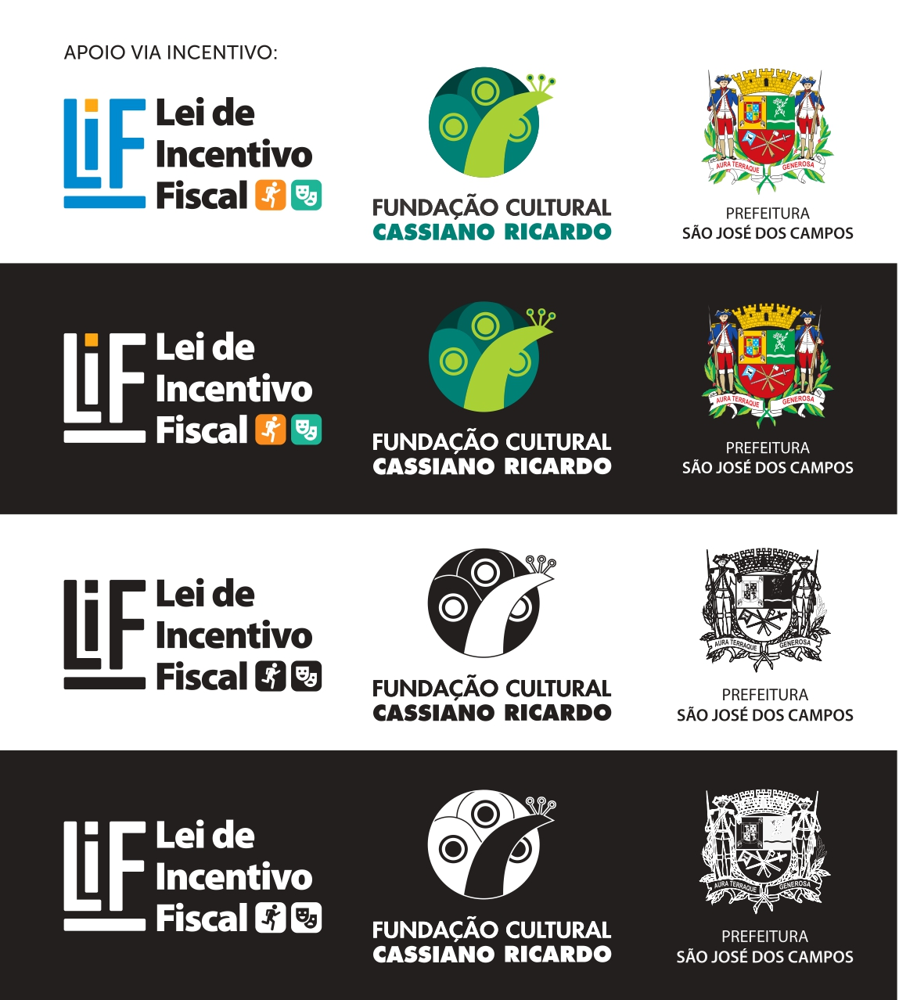 APOIO VIA INCENTIVO:
LiF
Lei de
Incentivo
Fiscal
FUNDAÇÃO CULTURAL
CASSIANO RICARDO
AURA TERRAQUE GENEROSA
PREFEITURA
SÃO JOSÉ DOS CAMPOS
LiF
Lei de
Incentivo
Fiscal
FUNDAÇÃO CULTURAL
CASSIANO RICARDO
AURA TERRAQUE GENEROSA
PREFEITURA
SÃO JOSÉ DOS CAMPOS
LiF
Lei de
Incentivo
Fiscal
FUNDAÇÃO CULTURAL
CASSIANO RICARDO
AURA TERRAQUE GENEROSA
PREFEITURA
SÃO JOSÉ DOS CAMPOS
LiF
Lei de
Incentivo
Fiscal
FUNDAÇÃO CULTURAL
CASSIANO RICARDO
AURA TERRAQUE GENEROSA
PREFEITURA
SÃO JOSÉ DOS CAMPOS